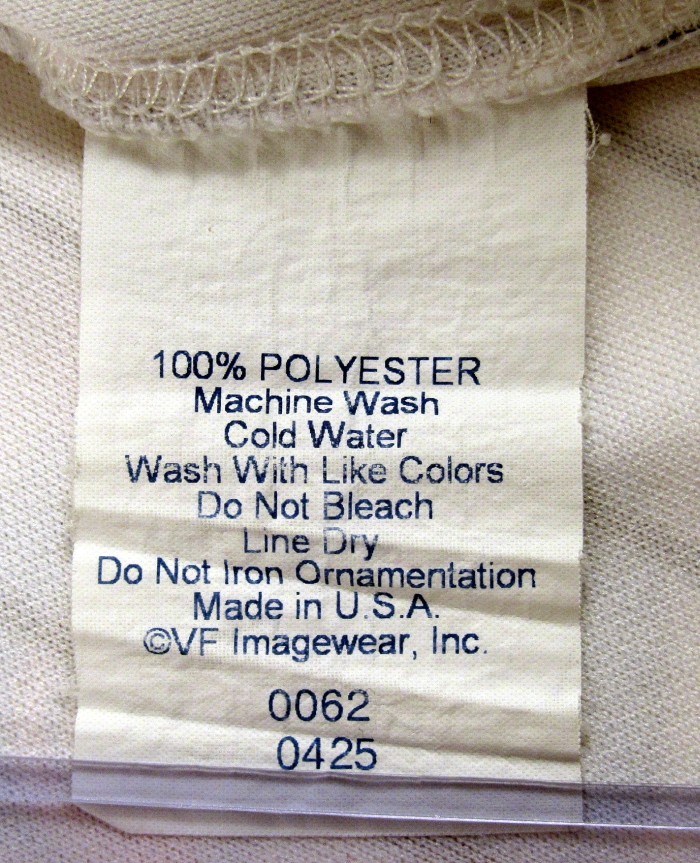 100% POLYESTER
Machine Wash
Cold Water
Wash With Like Colors
Do Not Bleach
Line Dry
Do Not Iron Ornamentation
Made in U.S.A.
©VF Imagewear, Inc.
0062
0425